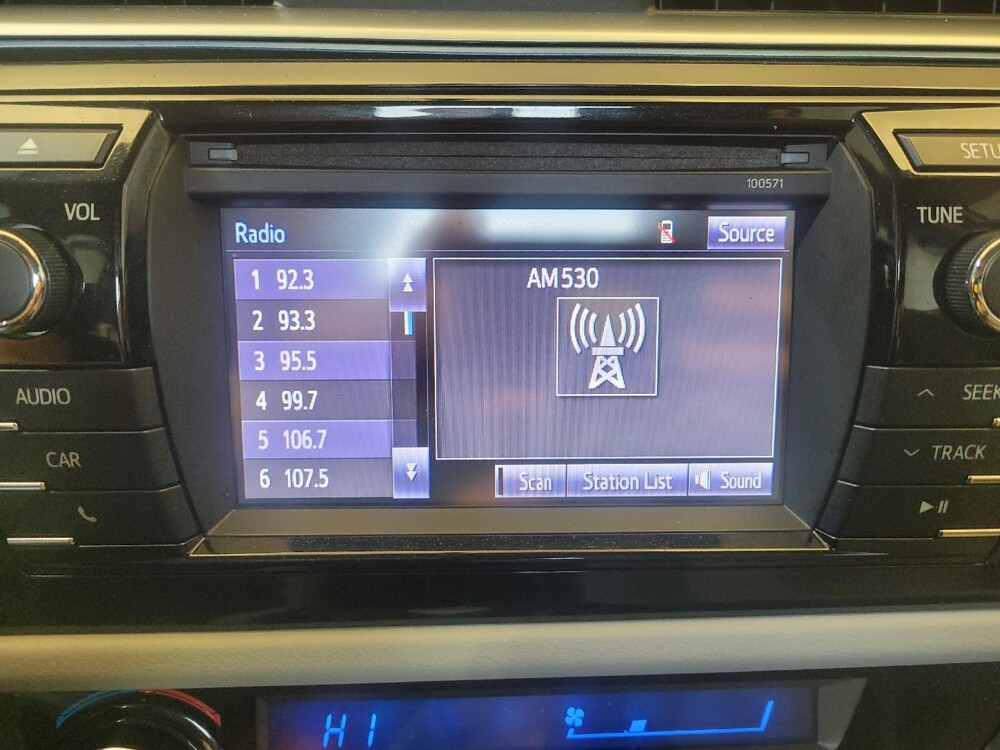 SETU
100571
VOL
TUNE
Radio
Source
1 92.3
AM530
2 93.3
3 95.5
4 99.7
5 106.7
6 107.5
Scan
Station List
Sound
AUDIO
SEEK
CAR
TRACK
HI